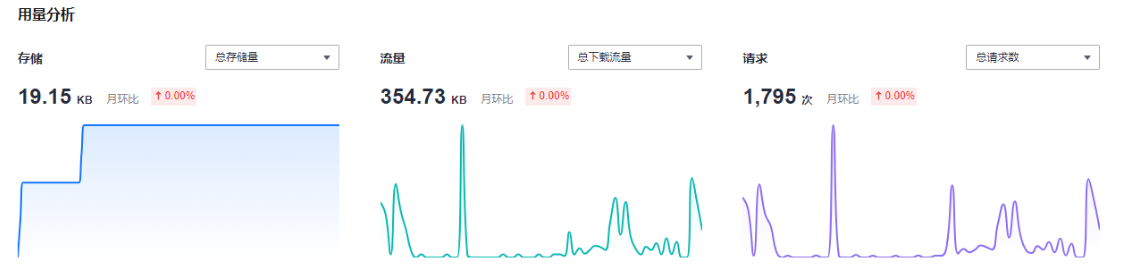 用量分析
存储 总存储量
19.15 KB 月环比 ↑ 0.00%
流量 总下载流量
354.73 KB 月环比 ↑ 0.00%
请求 总请求数
1,795 次 月环比 ↑ 0.00%